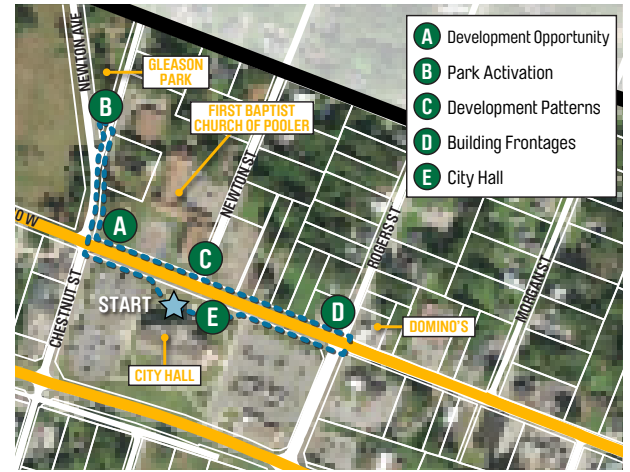 NEWTON AVE
GLEASON
PARK
B
FIRST BAPTIST
CHURCH OF POOLER
NEWTON ST
A Development Opportunity
B Park Activation
C Development Patterns
D Building Frontages
E City Hall
0 W
A
C
ROGERS ST
MORGAN ST
CHESTNUT ST
START
E
D
DOMINO'S
CITY HALL